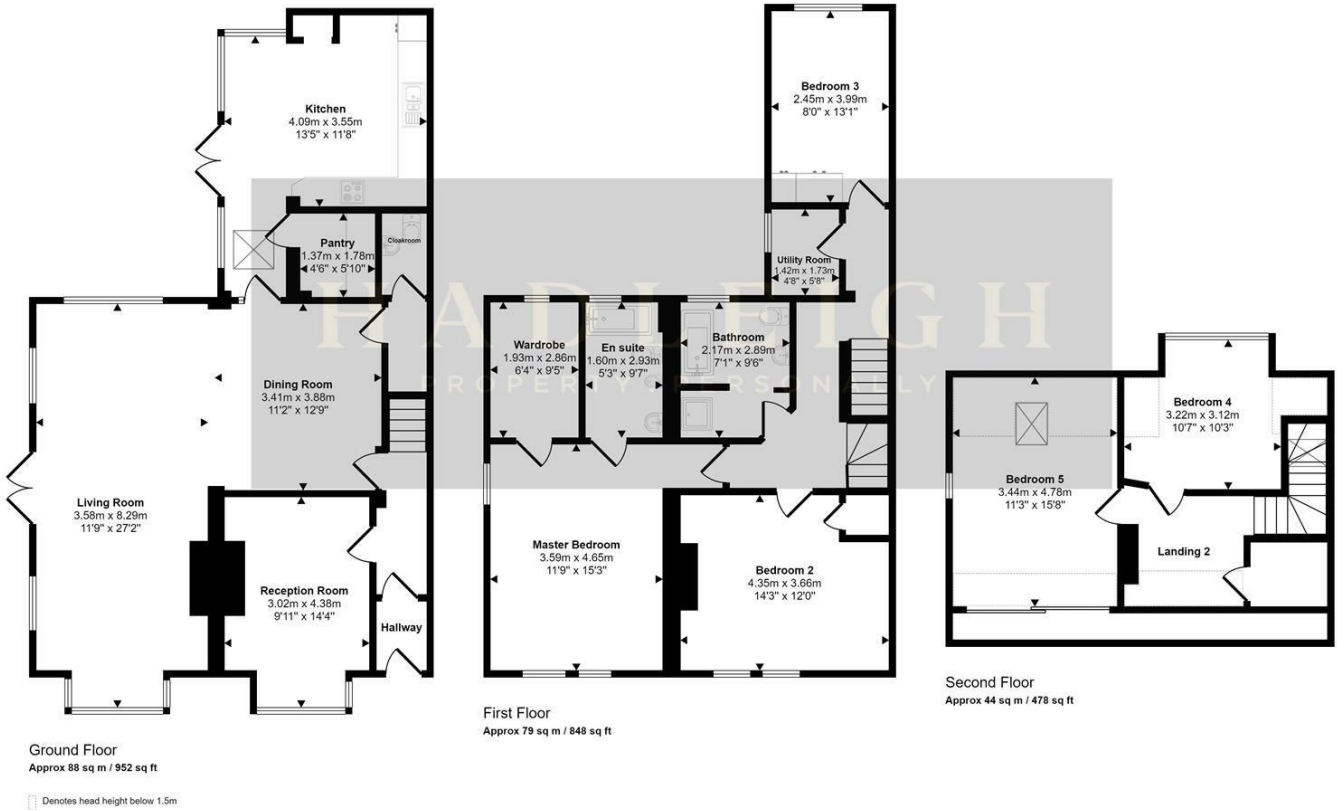 Kitchen
4.09m x 3.55m
13'5" x 11'8"
Pantry
1.37m x 1.78m
4'6" x 5'10"
Cloakroom
Dining Room
3.41m x 3.88m
11'2" x 12'9"
Living Room
3.58m x 8.29m
11'9" x 27'2"
Reception Room
3.02m x 4.38m
9'11" x 14'4"
Hallway
Ground Floor
Approx 88 sq m / 952 sq ft
Denotes head height below 1.5m
Bedroom 3
2.45m x 3.99m
8'0" x 13'1"
Utility Room
1.42m x 1.73m
4'8" x 5'8"
Wardrobe
1.93m x 2.86m
6'4" x 9'5"
En suite
1.60m x 2.93m
5'3" x 9'7"
Bathroom
2.17m x 2.89m
7'1" x 9'6"
Master Bedroom
3.59m x 4.65m
11'9" x 15'3"
Bedroom 2
4.35m x 3.66m
14'3" x 12'0"
First Floor
Approx 79 sq m / 848 sq ft
Bedroom 4
3.22m x 3.12m
10'7" x 10'3"
Bedroom 5
3.44m x 4.78m
11'3" x 15'8"
Landing 2
Second Floor
Approx 44 sq m / 478 sq ft
HADLEIGH
PROPERTY PERSONALLY